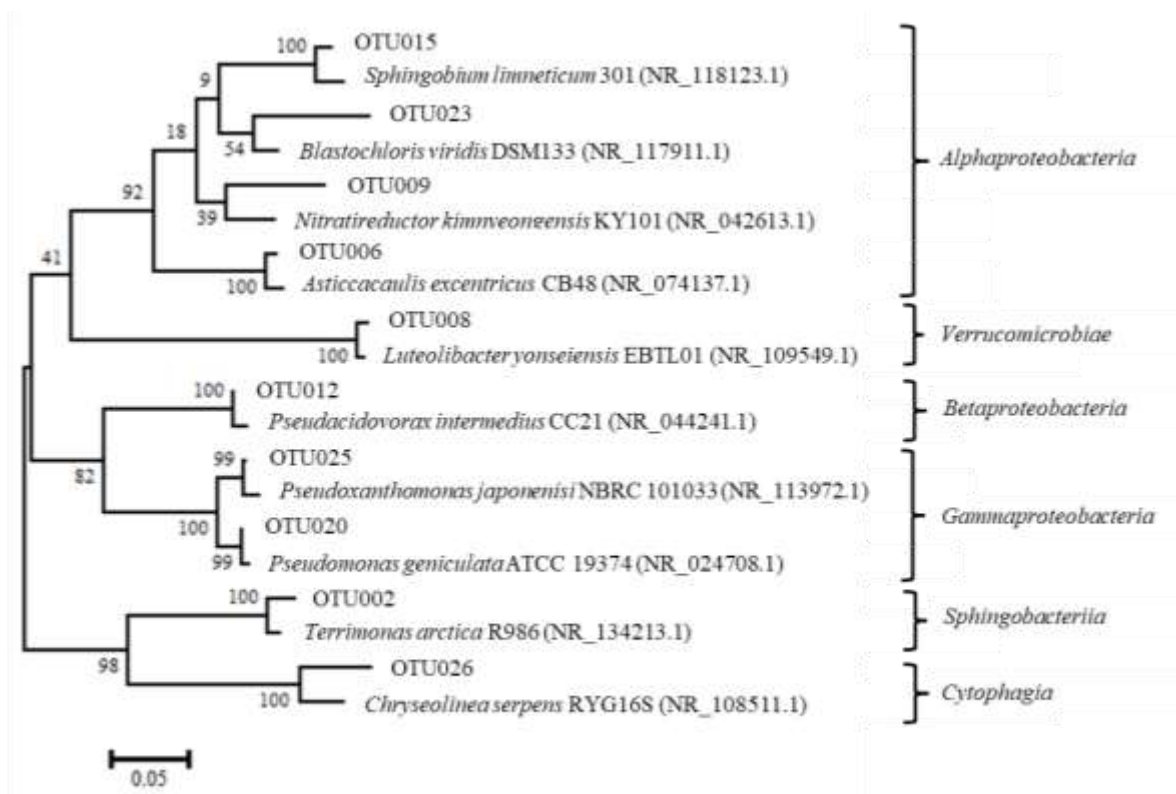 100
OTU015
Sphingobium limneticum 301 (NR_118123.1)
9
OTU023
18
54
Blastochloris viridis DSM133 (NR_117911.1)
Alphaproteobacteria
OTU009
92
39
Nitratireductor kimnyeongensis KY101 (NR_042613.1)
OTU006
41
100
Asticcacaulis excentricus CB48 (NR_074137.1)
OTU008
Verrucomicrobiae
100
Luteolibacter yonseiensis EBTL01 (NR_109549.1)
100
OTU012
Betaproteobacteria
Pseudacidovorax intermedius CC21 (NR_044241.1)
99
OTU025
82
Pseudoxanthomonas japonenisi NBRC 101033 (NR_113972.1)
Gammaproteobacteria
100
OTU020
99
Pseudomonas geniculata ATCC 19374 (NR_024708.1)
100
OTU002
Sphingobacteriia
Terrimonas arctica R986 (NR_134213.1)
98
OTU026
Cytophagia
100
Chryseolinea serpens RYG16S (NR_108511.1)
0.05